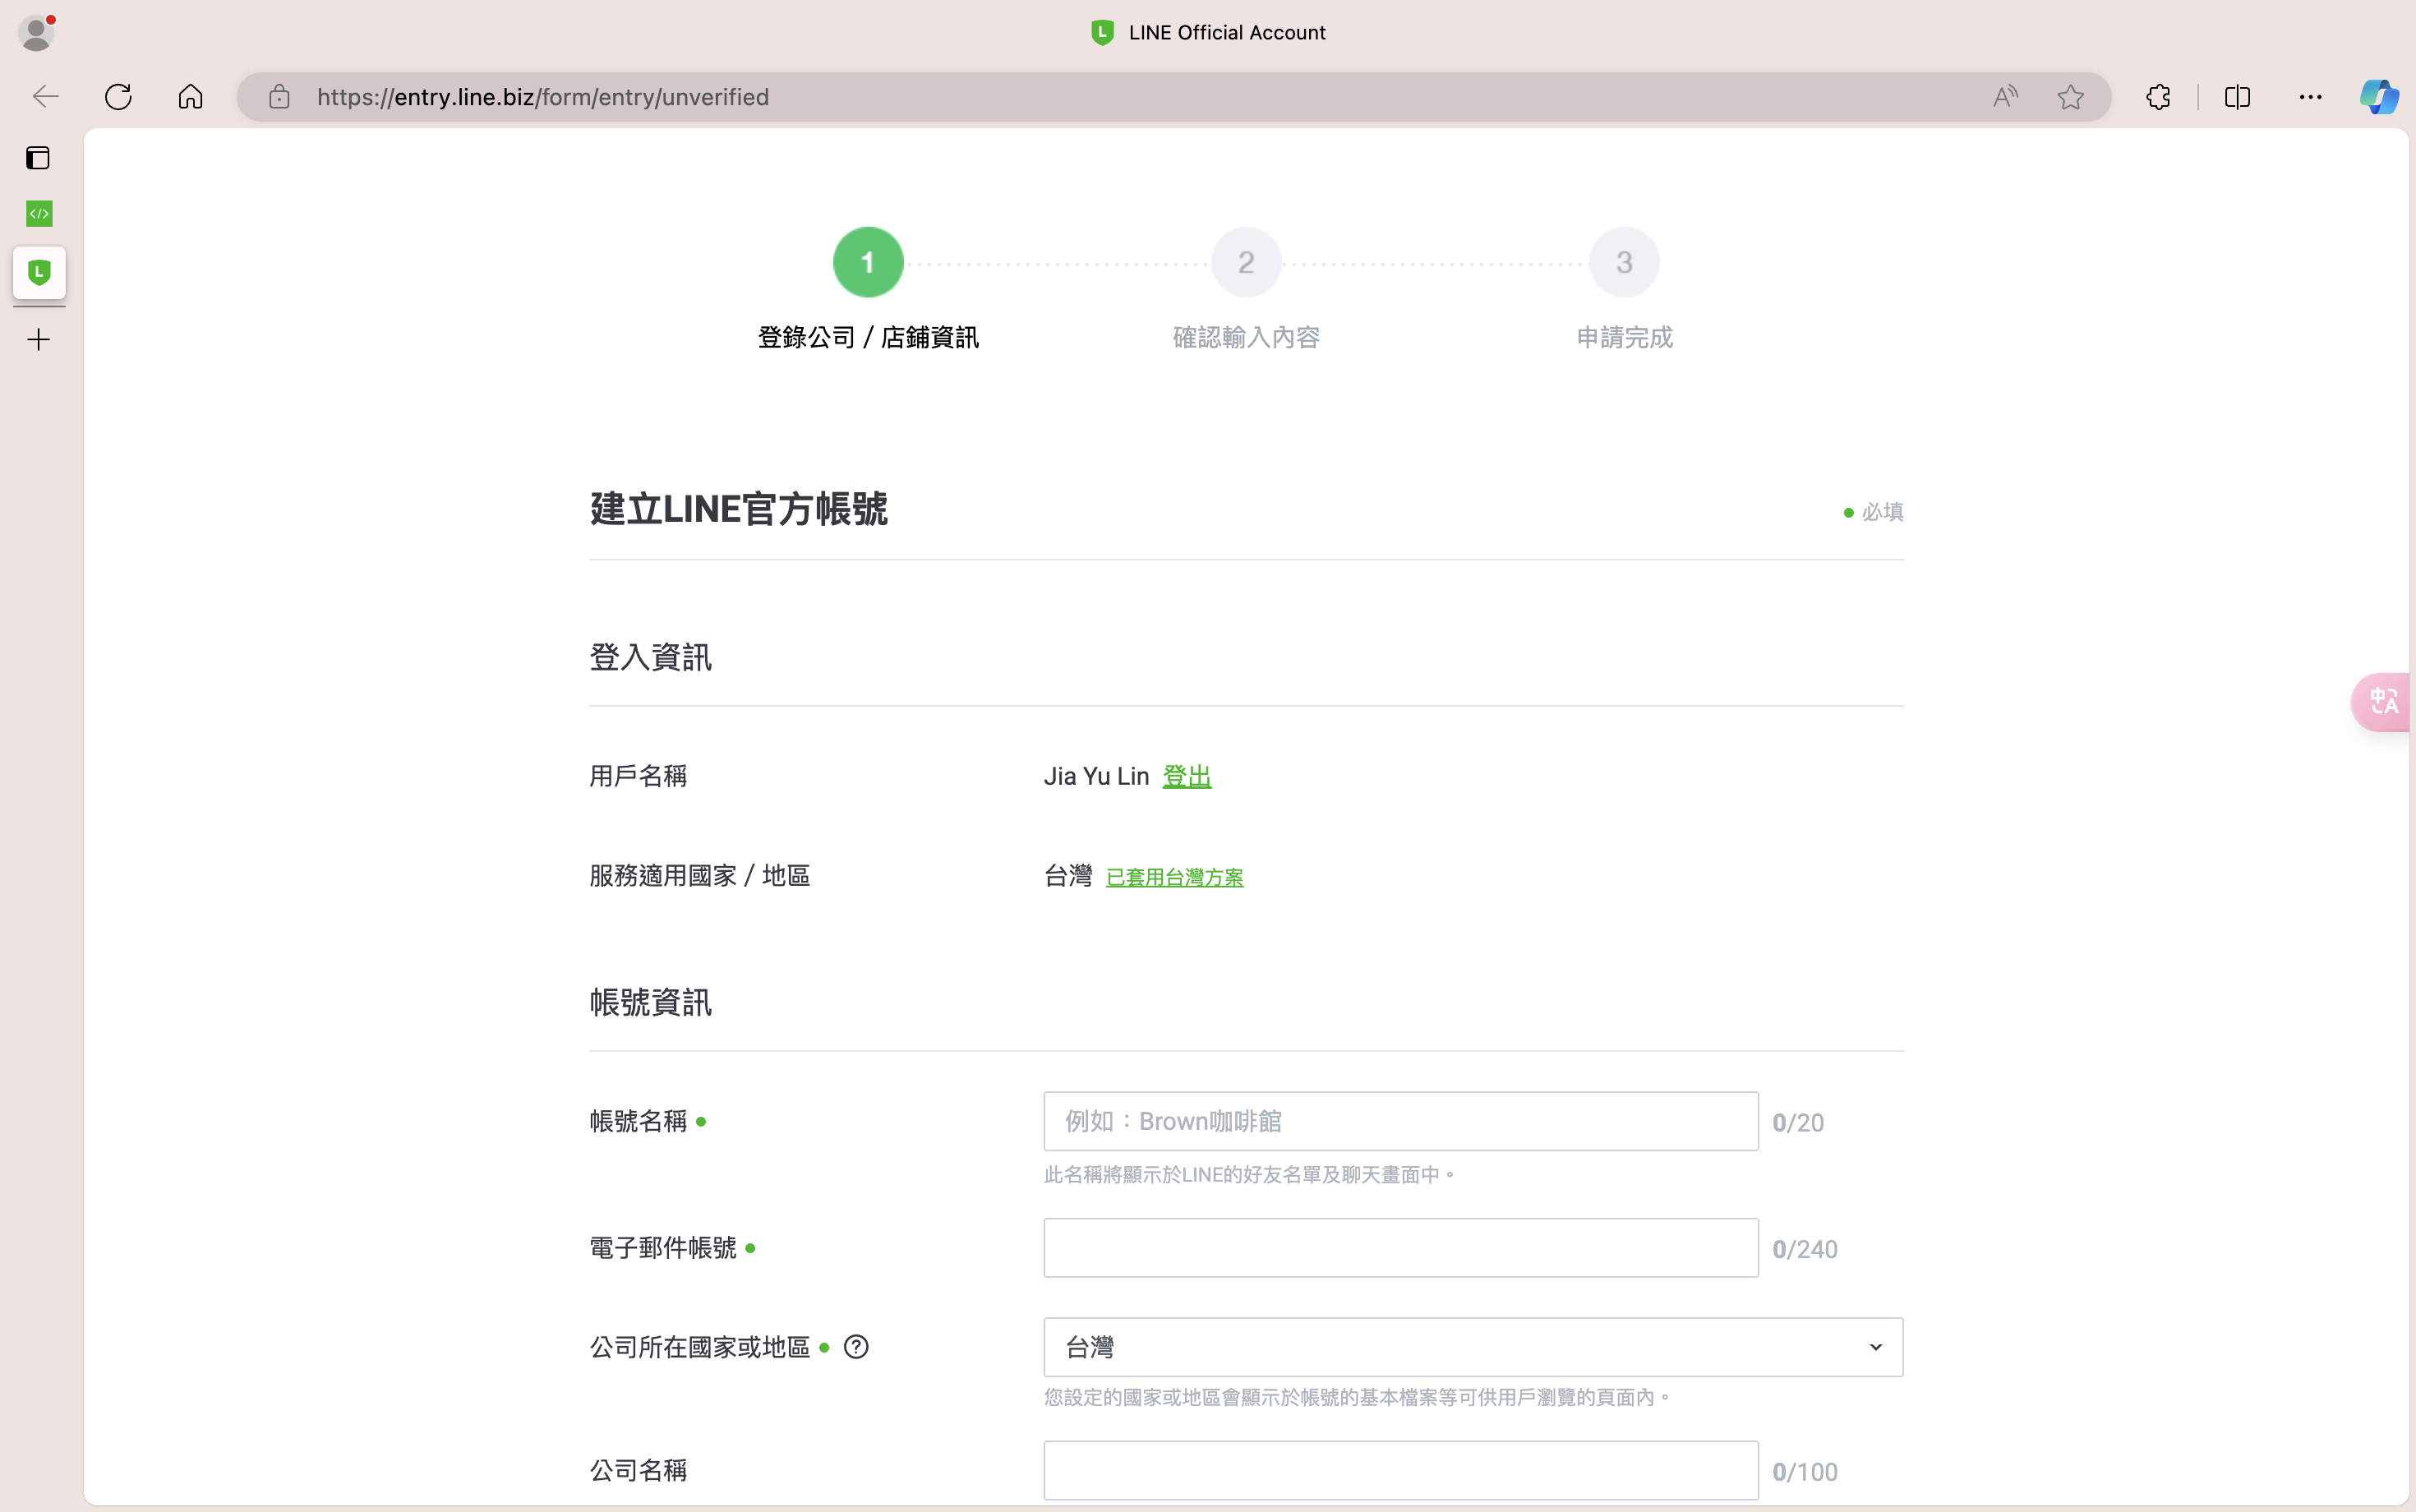 LINE Official Account
https://entry.line.biz/form/entry/unverified
1
2
3
登錄公司 / 店鋪資訊
確認輸入內容
申請完成
建立LINE官方帳號
必填
登入資訊
用戶名稱
Jia Yu Lin 登出
服務適用國家 / 地區
台灣 已套用台灣方案
帳號資訊
帳號名稱
例如：Brown咖啡館
0/20
此名稱將顯示於LINE的好友名單及聊天畫面中。
電子郵件帳號
0/240
公司所在國家或地區
台灣
您設定的國家或地區會顯示於帳號的基本檔案等可供用戶瀏覽的頁面內。
公司名稱
0/100